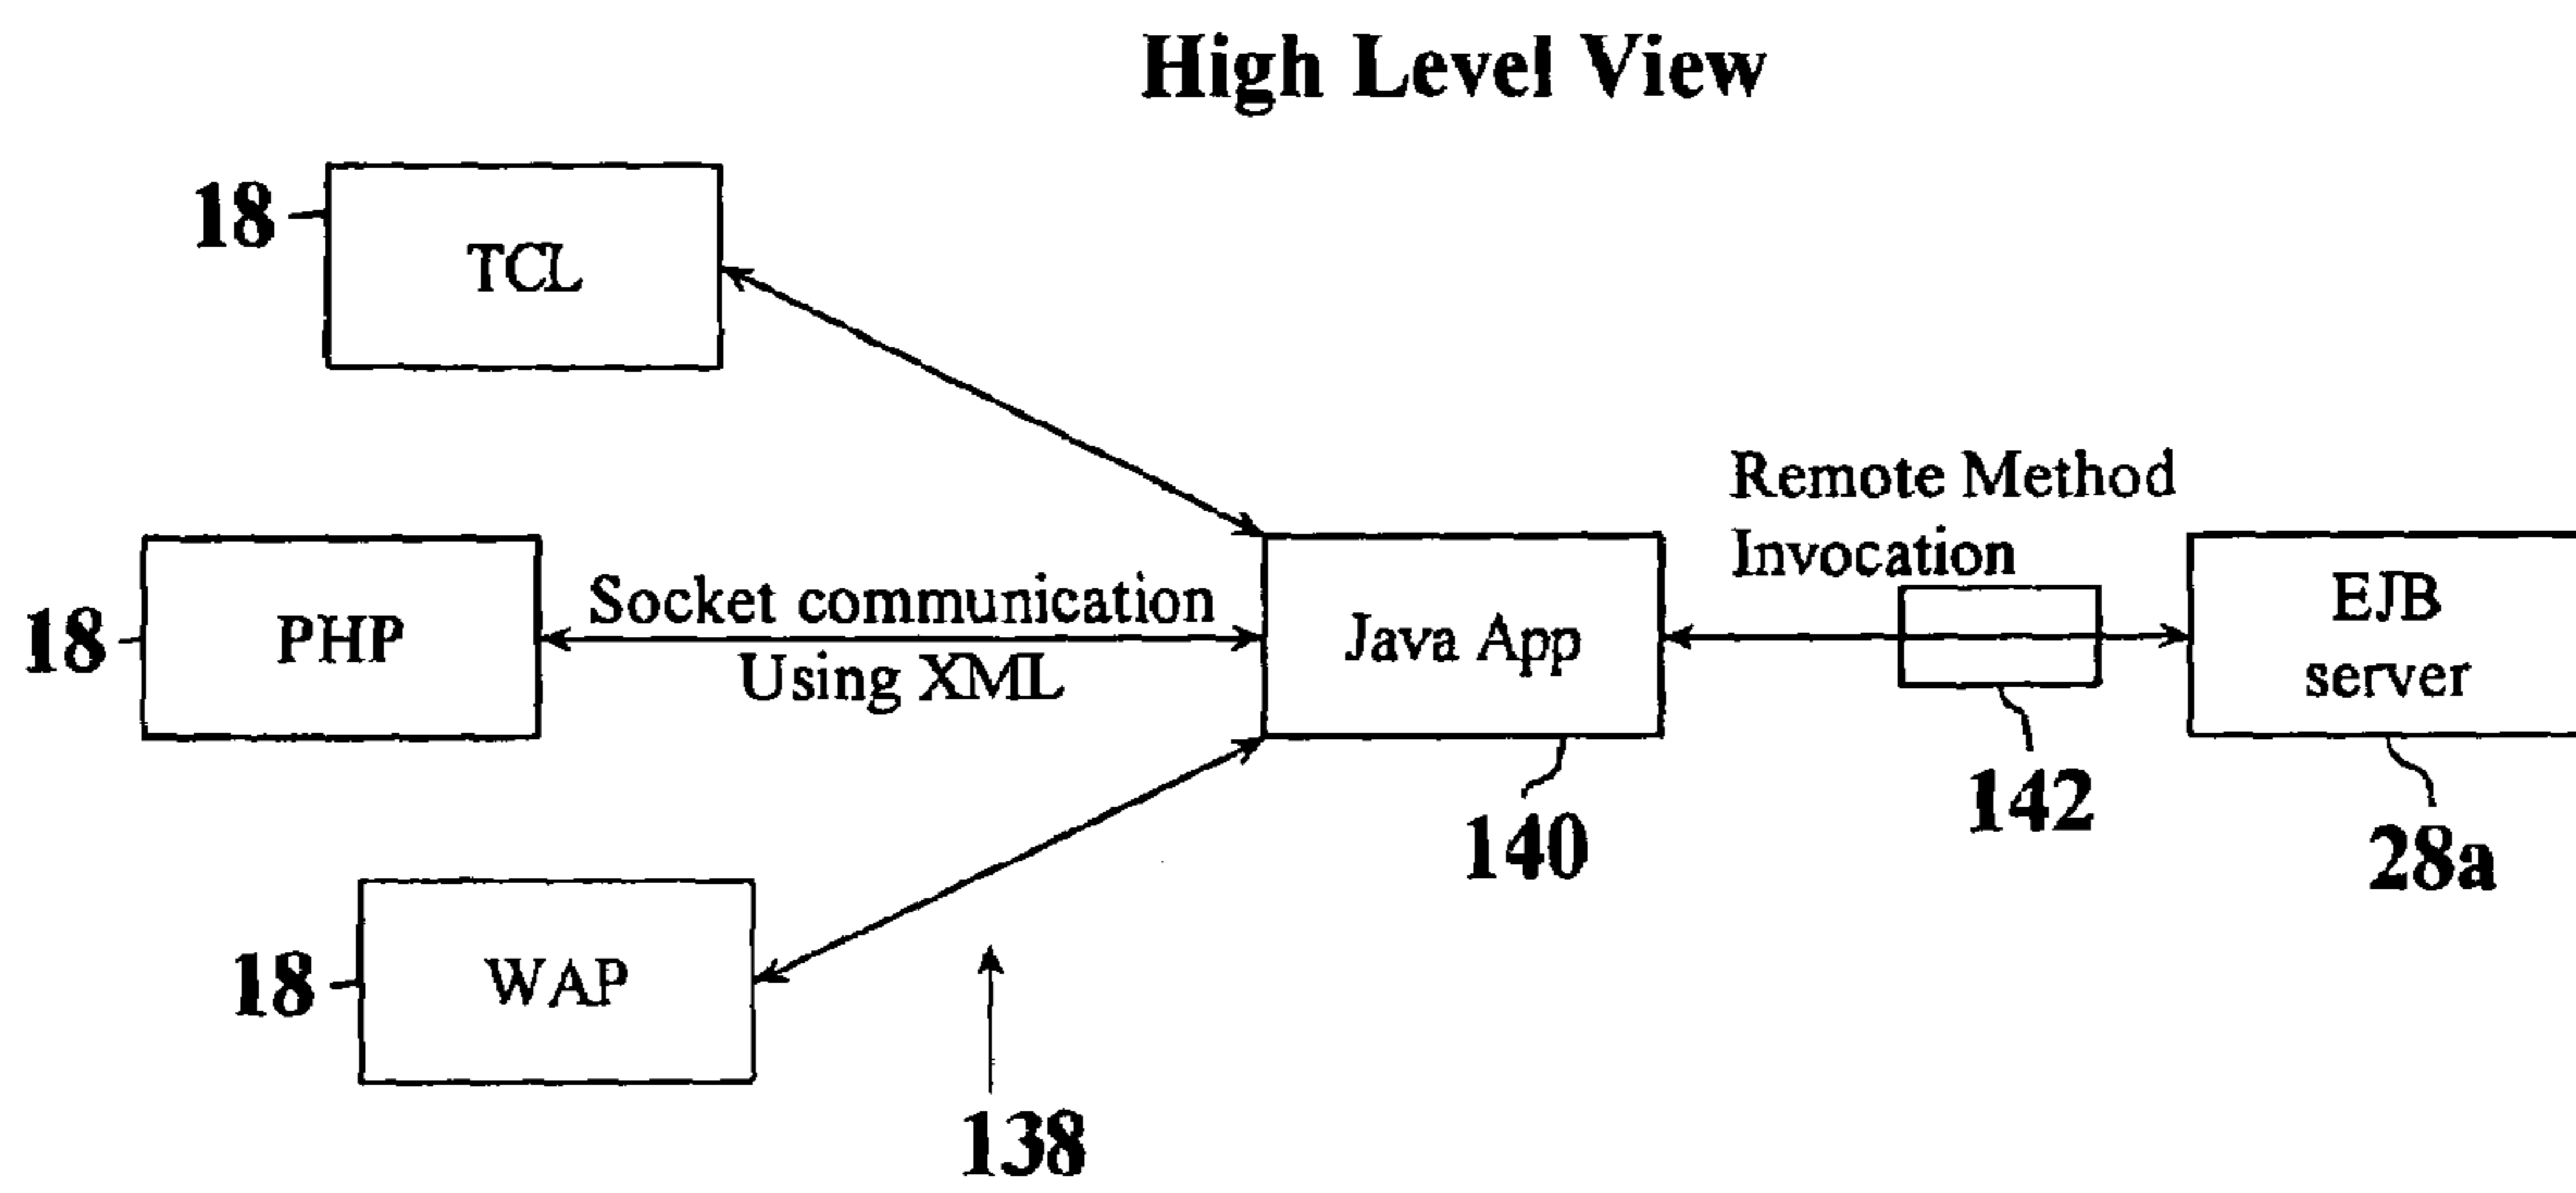 High Level View
18
TCL
Remote Method
Invocation
18
PHP
Socket communication
Using XML
Java App
EJB
server
142
140
28a
18
WAP
138